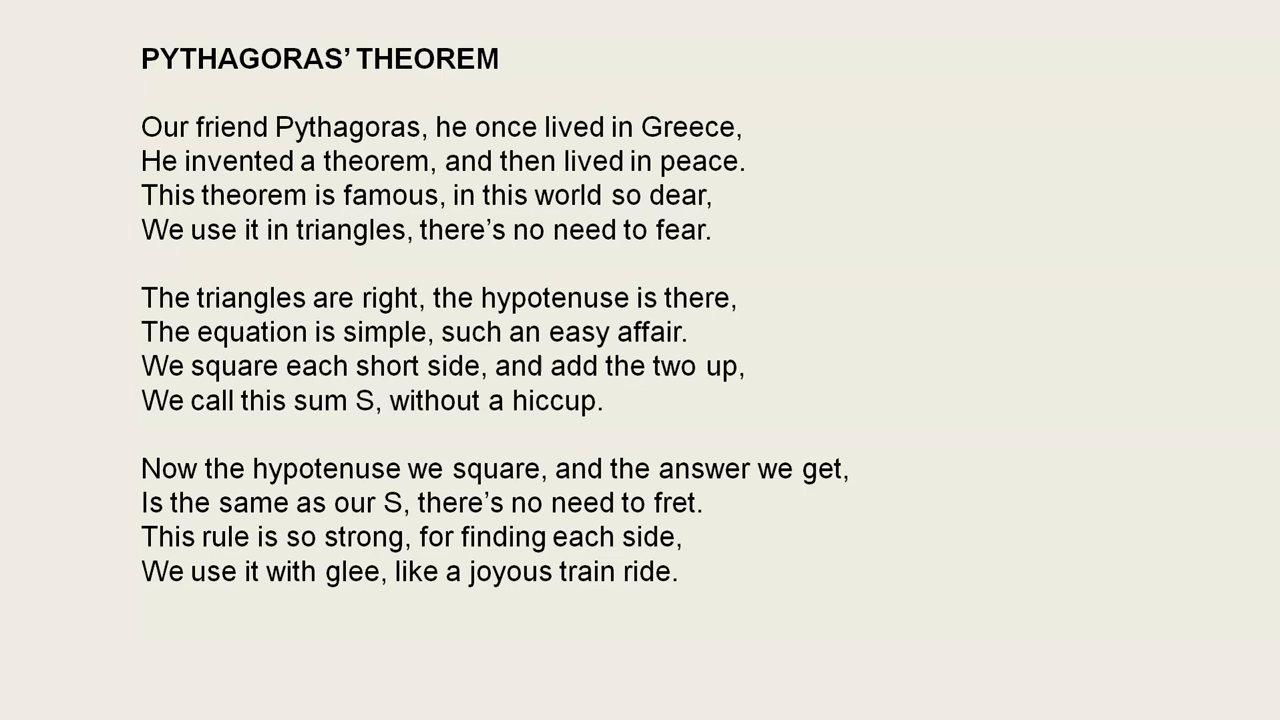 PYTHAGORAS’ THEOREM
Our friend Pythagoras, he once lived in Greece,
He invented a theorem, and then lived in peace.
This theorem is famous, in this world so dear,
We use it in triangles, there’s no need to fear.
The triangles are right, the hypotenuse is there,
The equation is simple, such an easy affair.
We square each short side, and add the two up,
We call this sum S, without a hiccup.
Now the hypotenuse we square, and the answer we get,
Is the same as our S, there’s no need to fret.
This rule is so strong, for finding each side,
We use it with glee, like a joyous train ride.